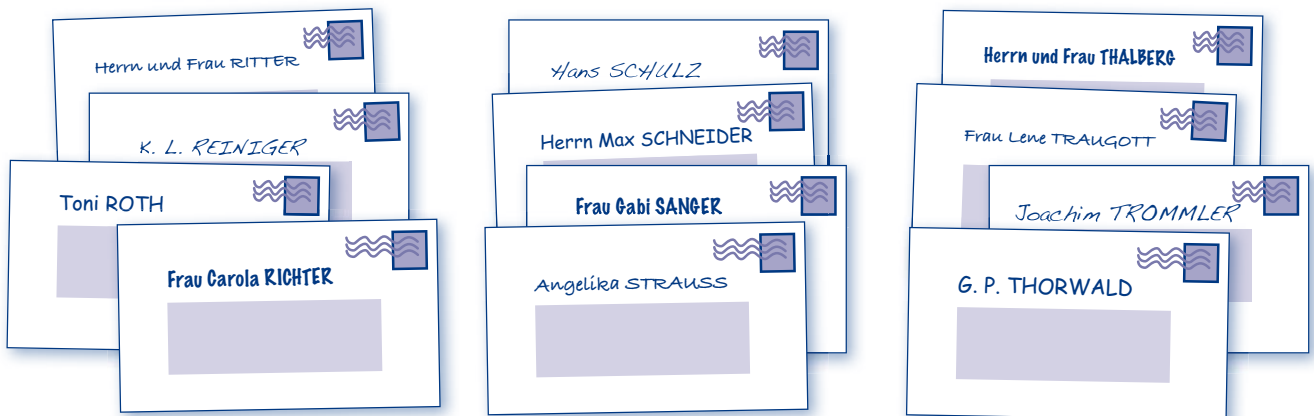 Herrn und Frau RITTER
K. L. REINIGER
Toni ROTH
Frau Carola RICHTER
Hans SCHULZ
Herrn Max SCHNEIDER
Frau Gabi SANGER
Angelika STRAUSS
Herrn und Frau THALBERG
Frau Lene TRAUGOTT
Joachim TROMMLER
G. P. THORWALD